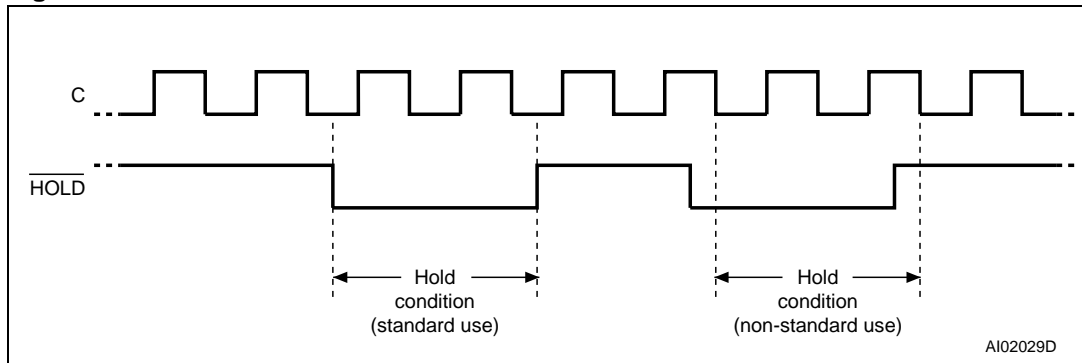 C
HOLD
Hold
condition
(standard use)
Hold
condition
(non-standard use)
AI02029D